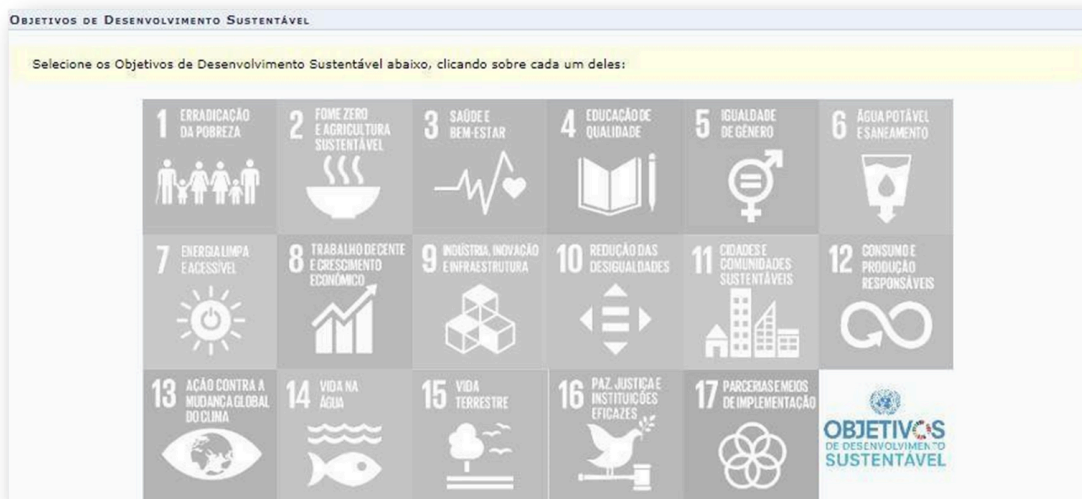 OBJETIVOS DE DESENVOLVIMENTO SUSTENTÁVEL
Selecione os Objetivos de Desenvolvimento Sustentável abaixo, clicando sobre cada um deles:
1 ERRADICAÇÃO
DA POBREZA
2 FOME ZERO
E AGRICULTURA
SUSTENTÁVEL
3 SAÚDE E
BEM-ESTAR
4 EDUCAÇÃO DE
QUALIDADE
5 IGUALDADE
DE GÊNERO
6 ÁGUA POTÁVEL
E SANEAMENTO
7 ENERGIA LIMPA
E ACESSÍVEL
8 TRABALHO DECENTE
E CRESCIMENTO
ECONÔMICO
9 INDÚSTRIA, INOVAÇÃO
E INFRAESTRUTURA
10 REDUÇÃO DAS
DESIGUALDADES
11 CIDADES E
COMUNIDADES
SUSTENTÁVEIS
12 CONSUMO E
PRODUÇÃO
RESPONSÁVEIS
13 AÇÃO CONTRA A
MUDANÇA GLOBAL
DO CLIMA
14 VIDA NA
ÁGUA
15 VIDA
TERRESTRE
16 PAZ, JUSTIÇA E
INSTITUIÇÕES
EFICAZES
17 PARCERIAS E MEIOS
DE IMPLEMENTAÇÃO
OBJETIVOS
DE DESENVOLVIMENTO
SUSTENTÁVEL